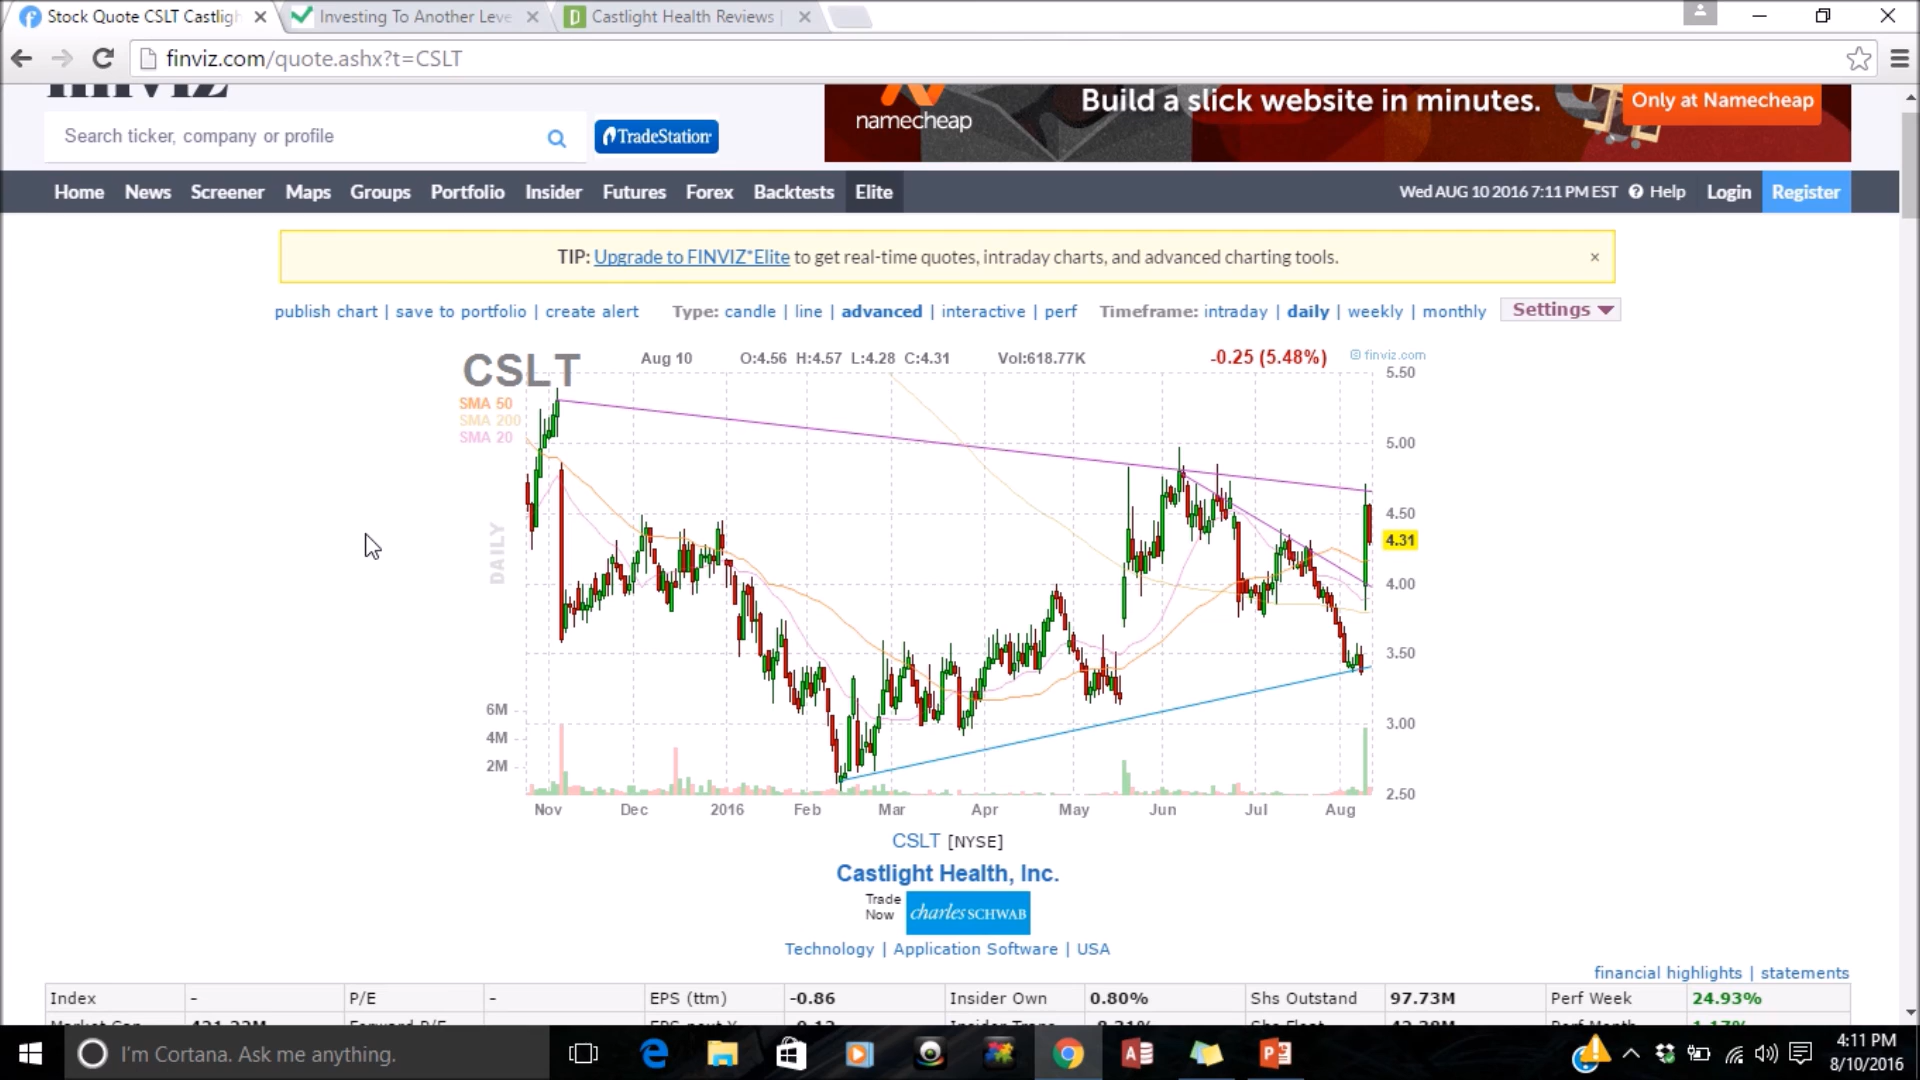 Stock Quote CSLT Castligh
Investing To Another Leve
Castlight Health Reviews |
finviz.com/quote.ashx?t=CSLT
finviz
Search ticker, company or profile
TradeStation
namecheap
Build a slick website in minutes.
Only at Namecheap
Home News Screener Maps Groups Portfolio Insider Futures Forex Backtests Elite
Wed AUG 10 2016 7:11 PM EST ? Help Login Register
TIP: Upgrade to FINVIZ*Elite to get real-time quotes, intraday charts, and advanced charting tools. ×
publish chart | save to portfolio | create alert Type: candle | line | advanced | interactive | perf Timeframe: intraday | daily | weekly | monthly Settings
CSLT Aug 10 O:4.56 H:4.57 L:4.28 C:4.31 Vol:618.77K -0.25 (5.48%) © finviz.com
SMA 50
SMA 200
SMA 20
DAILY
5.50
5.00
4.50
4.31
4.00
3.50
3.00
2.50
6M
4M
2M
Nov Dec 2016 Feb Mar Apr May Jun Jul Aug
CSLT [NYSE]
Castlight Health, Inc.
Trade Now
charles SCHWAB
Technology | Application Software | USA
financial highlights | statements
Index - P/E - EPS (ttm) -0.86 Insider Own 0.80% Shs Outstand 97.73M Perf Week 24.93%
I'm Cortana. Ask me anything.
4:11 PM
8/10/2016